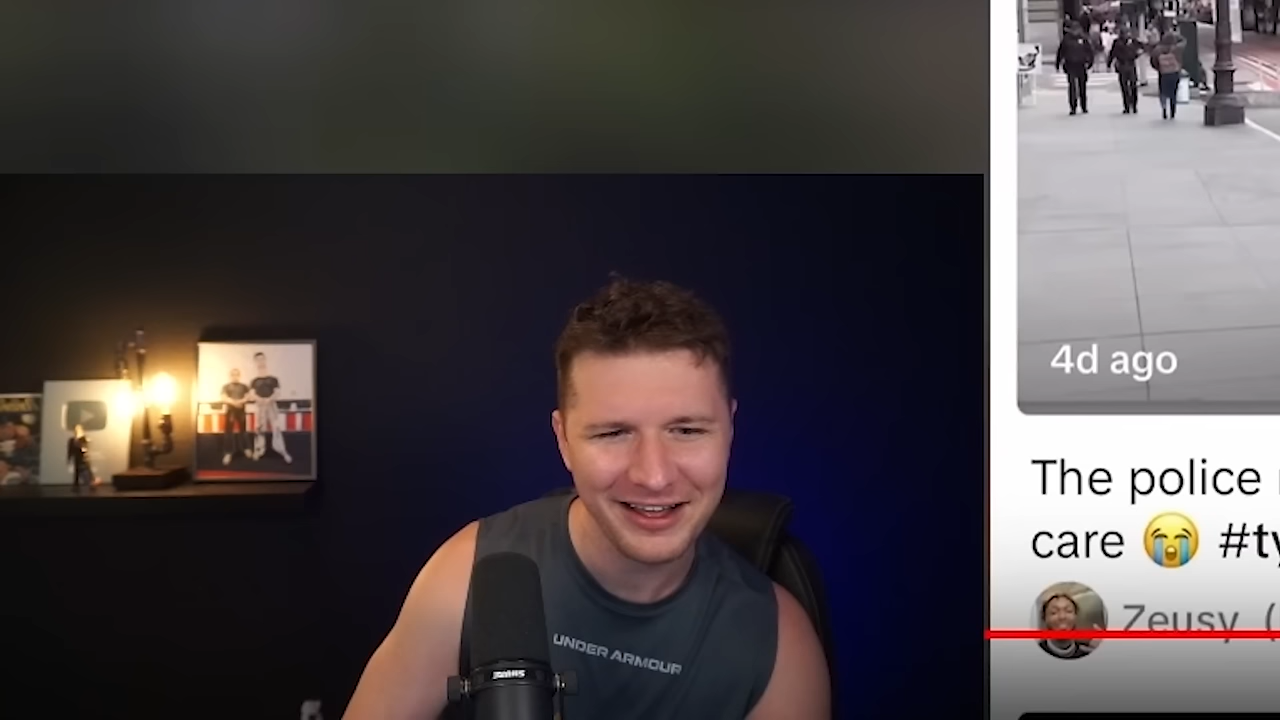 4d ago
The police
care 😭 #ty
Zeusy (
UNDER ARMOUR
SHURE